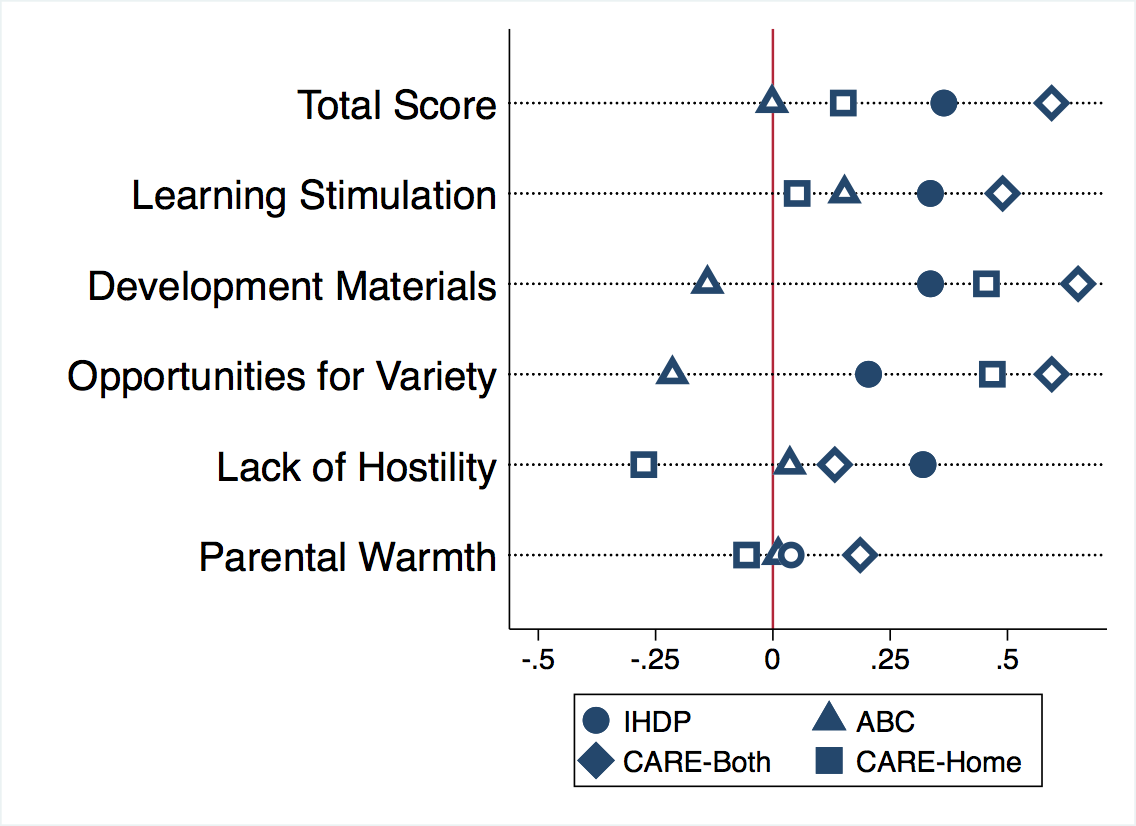 Total Score
Learning Stimulation
Development Materials
Opportunities for Variety
Lack of Hostility
Parental Warmth
-.5 -.25 0 .25 .5
IHDP ABC
CARE-Both CARE-Home